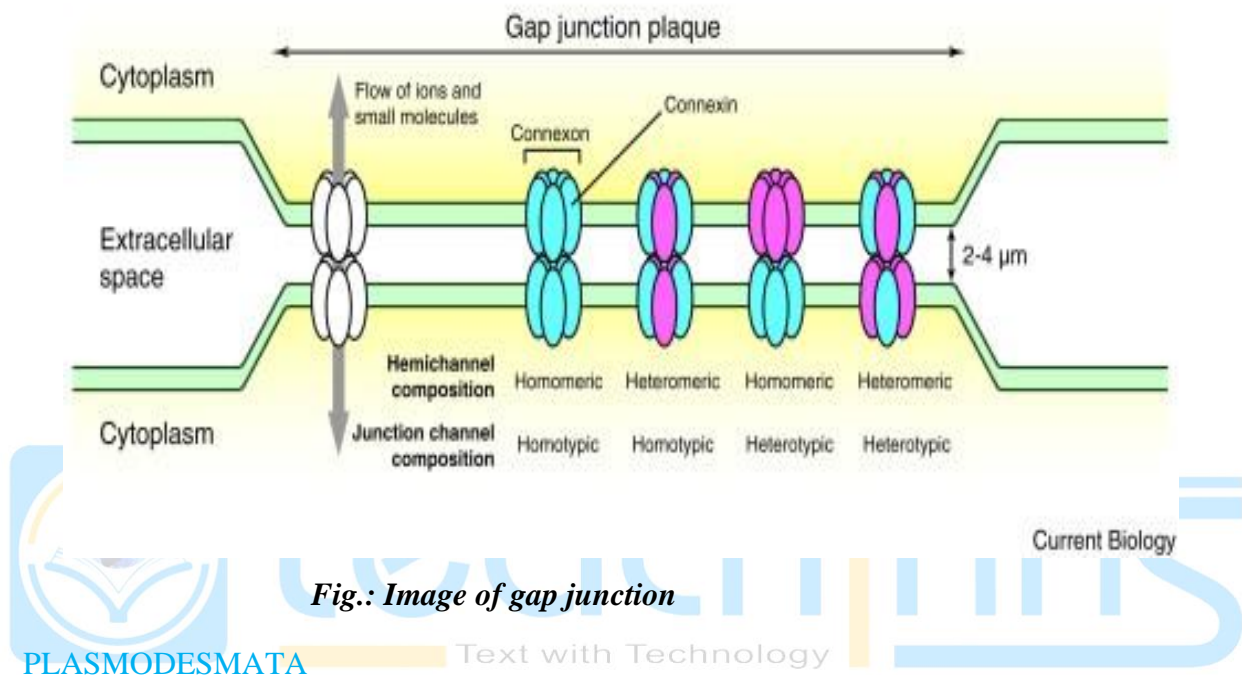 Gap junction plaque
Cytoplasm
Flow of ions and
small molecules
Connexin
Connexon
Extracellular
space
2-4 µm
Hemichannel
composition
Homomeric Heteromeric Homomeric Heteromeric
Cytoplasm
Junction channel
composition
Homotypic Homotypic Heterotypic Heterotypic
Current Biology
Fig.: Image of gap junction
Text with Technology
PLASMODESMATA